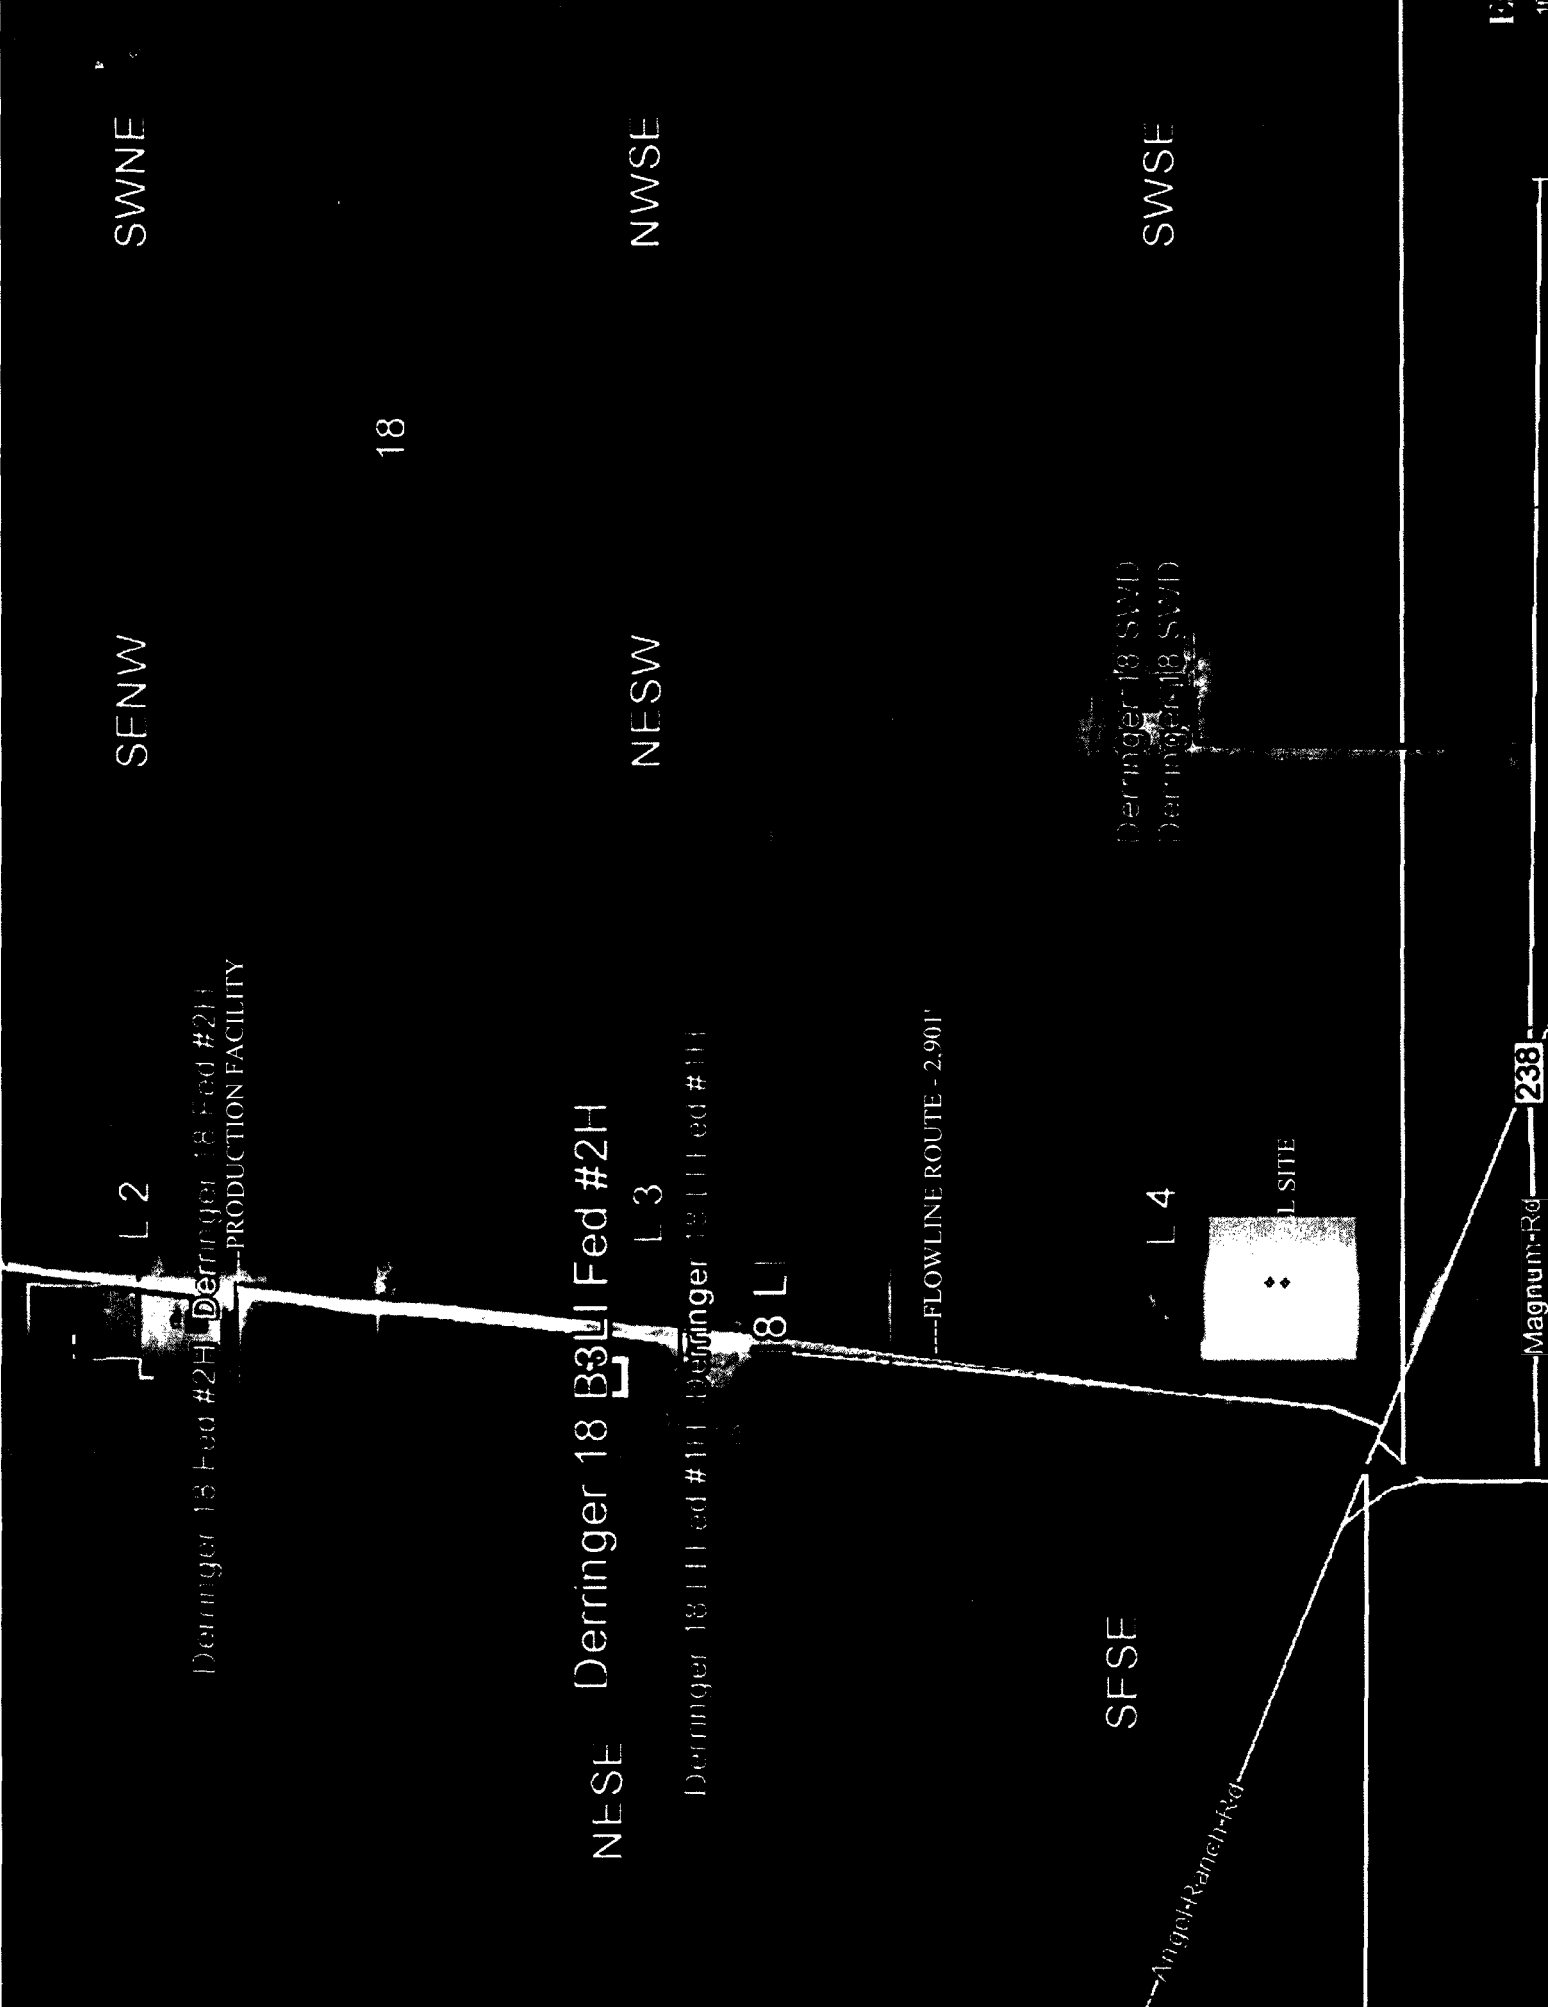 SWNE
SENW
L 2
Derringer 18 Fed #2H Derringer 18 Fed #2H
----PRODUCTION FACILITY
18
NWSE
NESW
L 3
Derringer 18 B3LI Fed #2H
NESE
Derringer 18 LI Fed #1H Derringer 18 LI Fed #1H
8 LI
----FLOWLINE ROUTE - 2,901'
SWSE
Derringer 18 SWD
Derringer 18 SWD
L 4
L SITE
SESE
Angel-Ranch-Rd
238
Magnum-Rd